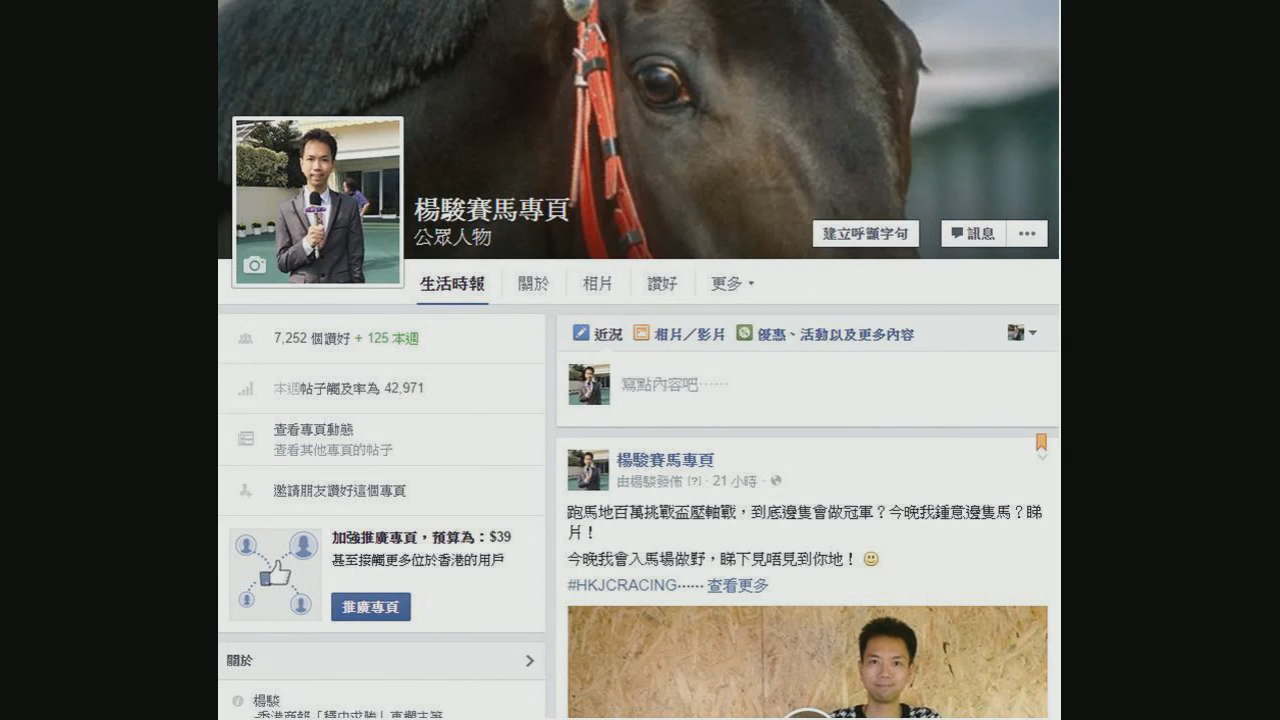 楊駿賽馬專頁
公眾人物
建立呼籲字句
訊息
生活時報
關於
相片
讚好
更多
7,252 個讚好 + 125 本週
本週帖子觸及率為 42,971
查看專頁動態
查看其他專頁的帖子
邀請朋友讚好這個專頁
加強推廣專頁，預算為：$39
甚至接觸更多位於香港的用戶
推廣專頁
關於
楊駿
近況
相片／影片
優惠、活動以及更多內容
寫點內容吧⋯⋯
楊駿賽馬專頁
由楊駿發佈 [?] · 21 小時 ·
跑馬地百萬挑戰盃壓軸戰，到底邊隻會做冠軍？今晚我鍾意邊隻馬？睇
片！
今晚我會入馬場做野，睇下見唔見到你地！
#HKJCRACING⋯⋯ 查看更多